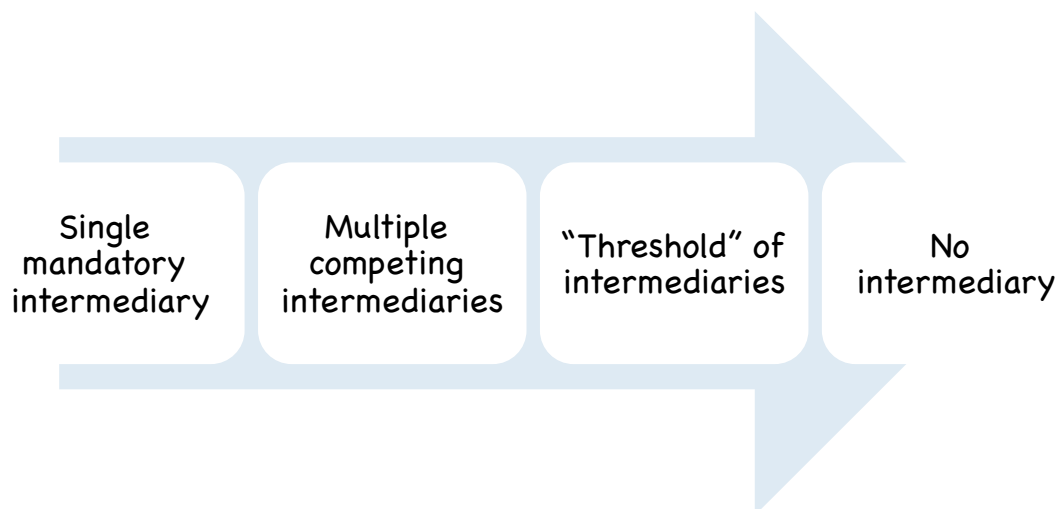 Single
mandatory
intermediary
Multiple
competing
intermediaries
“Threshold” of
intermediaries
No
intermediary